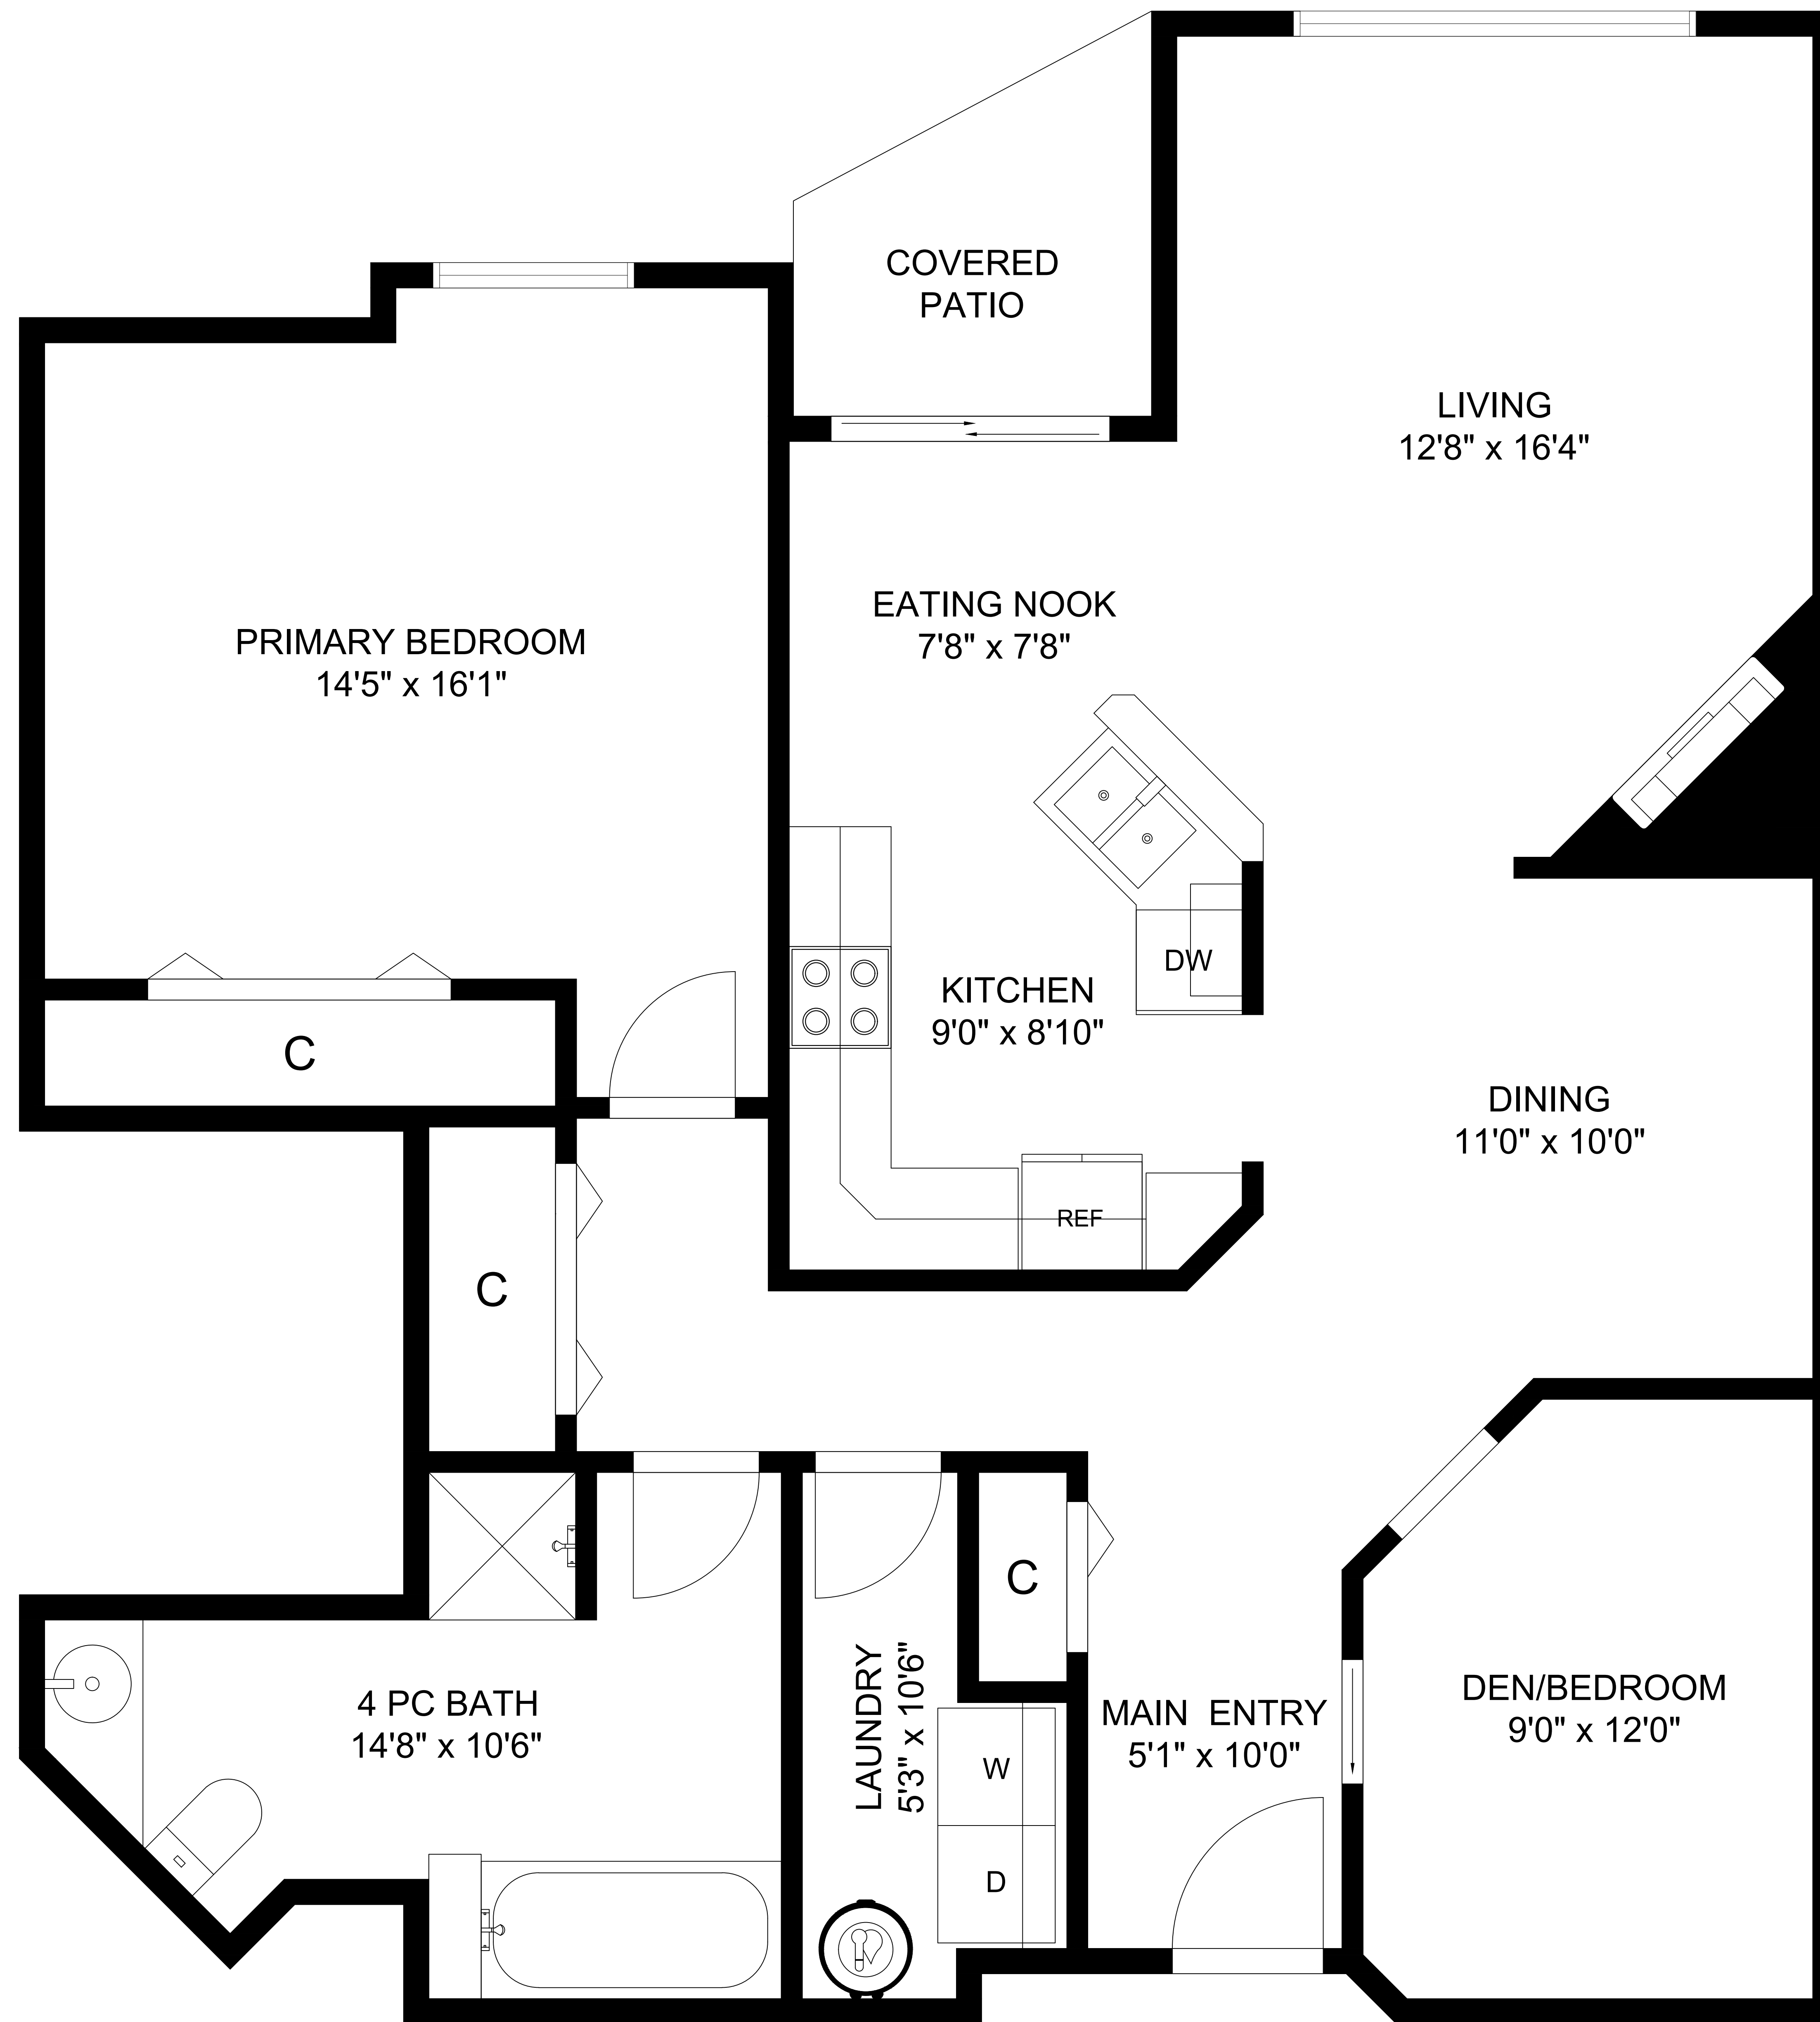 COVERED
PATIO
LIVING
12'8" x 16'4"
EATING NOOK
7'8" x 7'8"
PRIMARY BEDROOM
14'5" x 16'1"
DW
KITCHEN
9'0" x 8'10"
C
DINING
11'0" x 10'0"
REF
C
C
4 PC BATH
14'8" x 10'6"
LAUNDRY
5'3" x 10'6"
MAIN ENTRY
5'1" x 10'0"
DEN/BEDROOM
9'0" x 12'0"
W
D